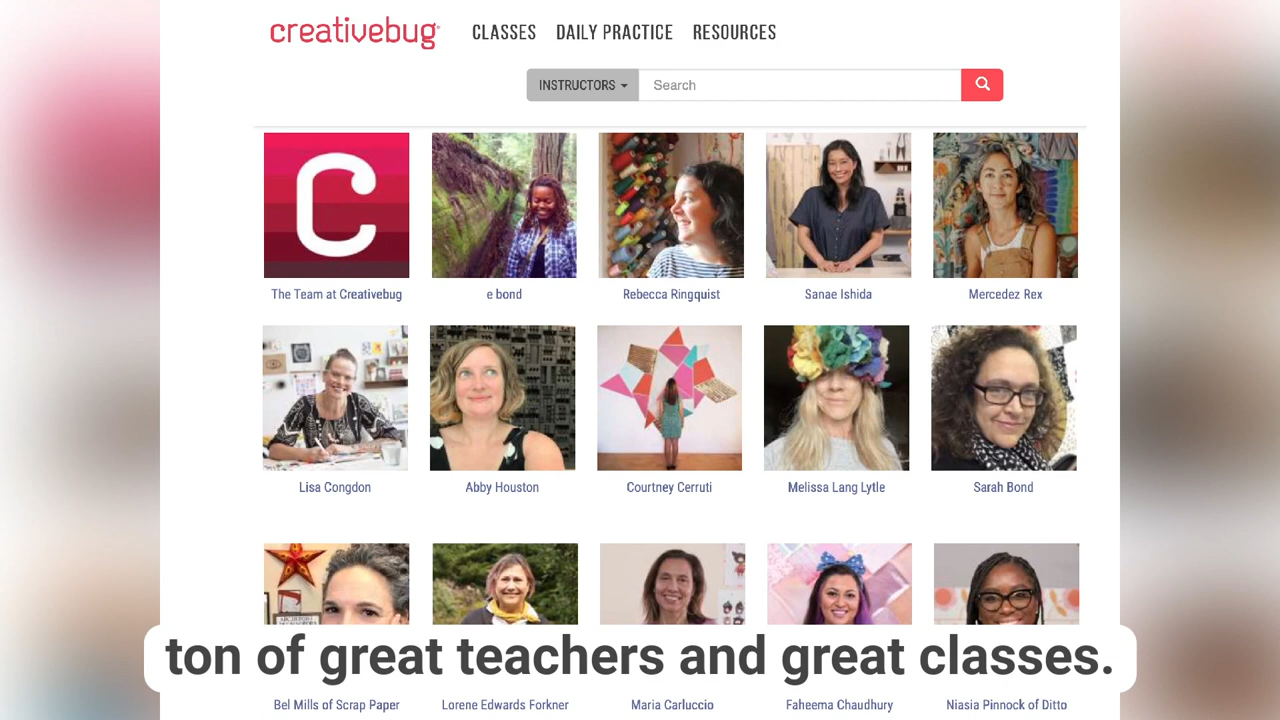 creativebug
CLASSES DAILY PRACTICE RESOURCES
INSTRUCTORS Search
C
The Team at Creativebug e bond Rebecca Ringquist Sanae Ishida Mercedez Rex
Lisa Congdon Abby Houston Courtney Cerruti Melissa Lang Lytle Sarah Bond
ton of great teachers and great classes.
Bel Mills of Scrap Paper Lorene Edwards Forkner Maria Carluccio Faheema Chaudhury Niasia Pinnock of Ditto